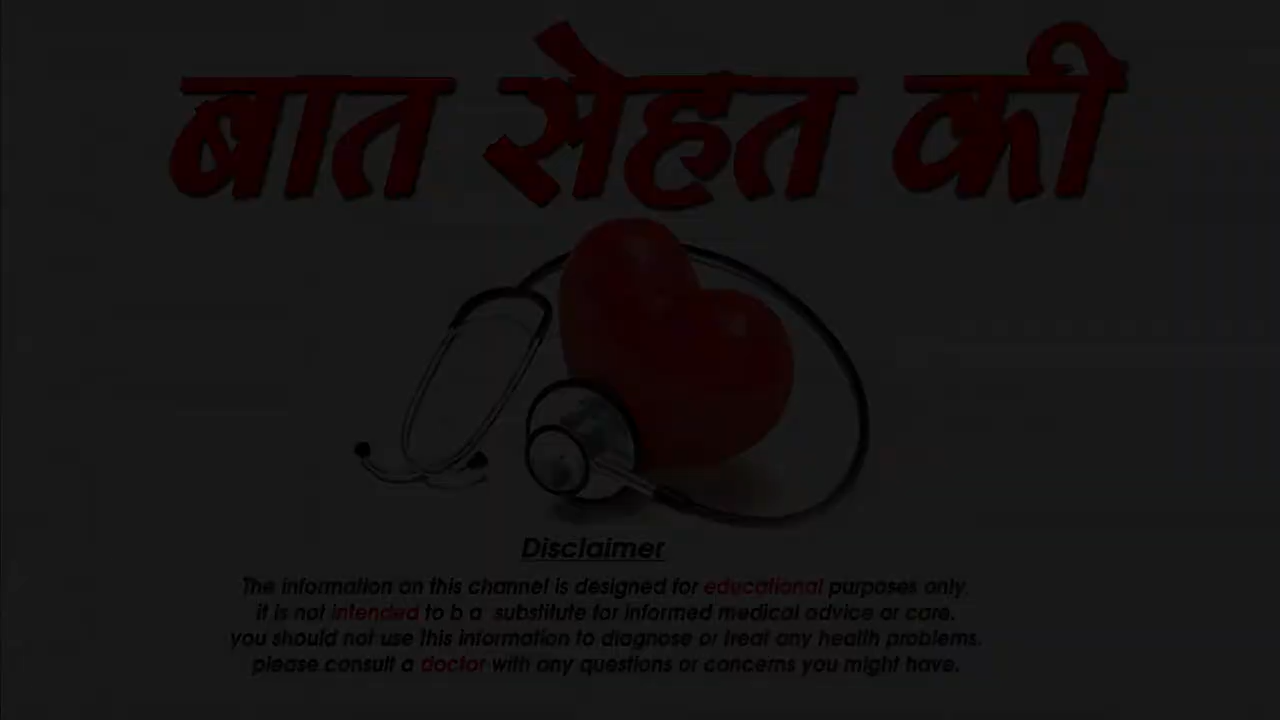 बात सेहत की
Disclaimer
The information on this channel is designed for educational purposes only.
it is not intended to b a substitute for informed medical advice or care.
you should not use this information to diagnose or treat any health problems.
please consult a doctor with any questions or concerns you might have.